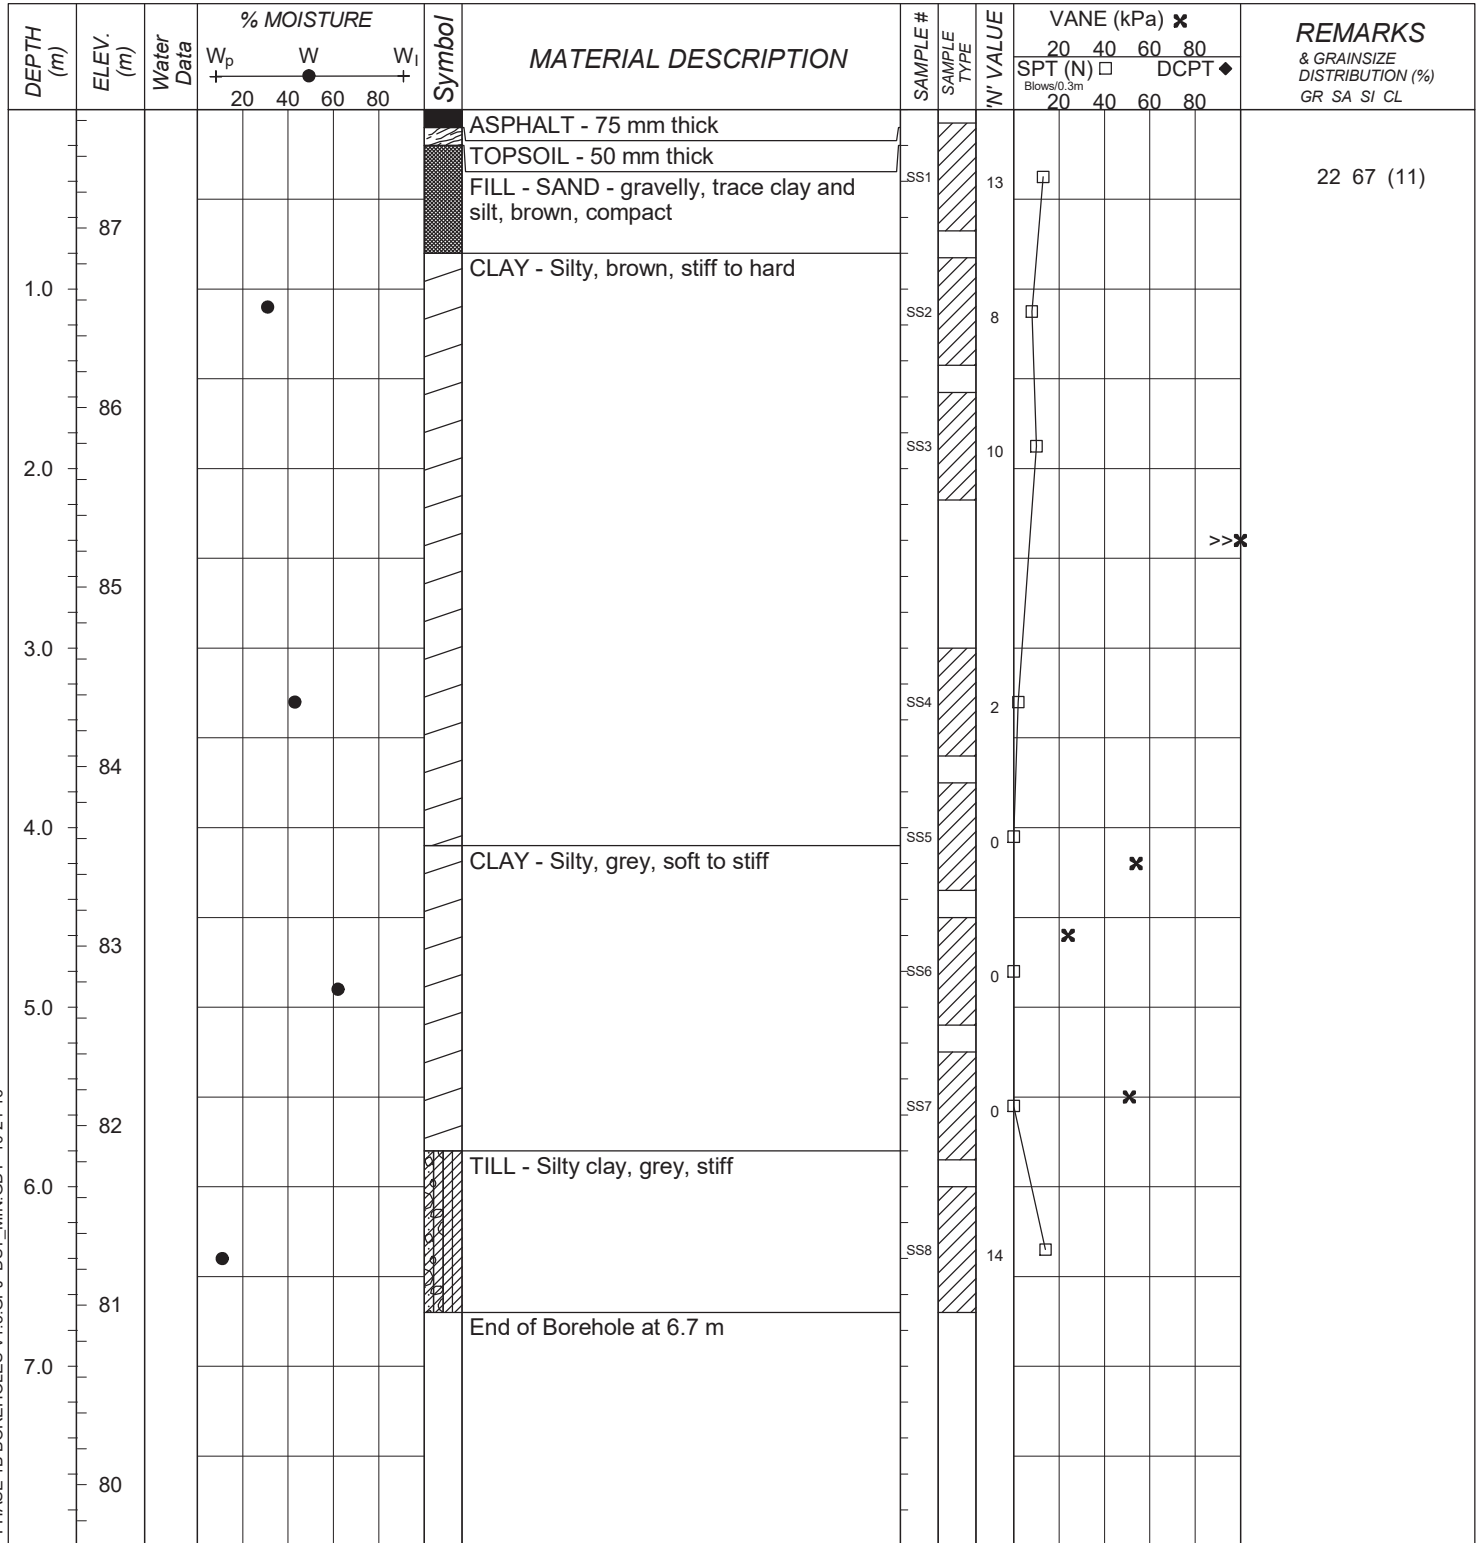 DEPTH (m)
ELEV. (m)
Water Data
% MOISTURE
Wp W Wl
20 40 60 80
Symbol
MATERIAL DESCRIPTION
SAMPLE #
SAMPLE TYPE
'N' VALUE
VANE (kPa)
20 40 60 80
SPT (N) DCPT
Blows/0.3m
20 40 60 80
REMARKS
& GRAINSIZE
DISTRIBUTION (%)
GR SA SI CL
ASPHALT - 75 mm thick
TOPSOIL - 50 mm thick
SS1 13 22 67 (11)
FILL - SAND - gravelly, trace clay and
silt, brown, compact
87
CLAY - Silty, brown, stiff to hard
1.0
SS2 8
86
SS3 10
2.0
>>
85
3.0
SS4 2
84
4.0
SS5 0
CLAY - Silty, grey, soft to stiff
83
SS6 0
5.0
SS7 0
82
TILL - Silty clay, grey, stiff
6.0
SS8 14
81
End of Borehole at 6.7 m
7.0
80